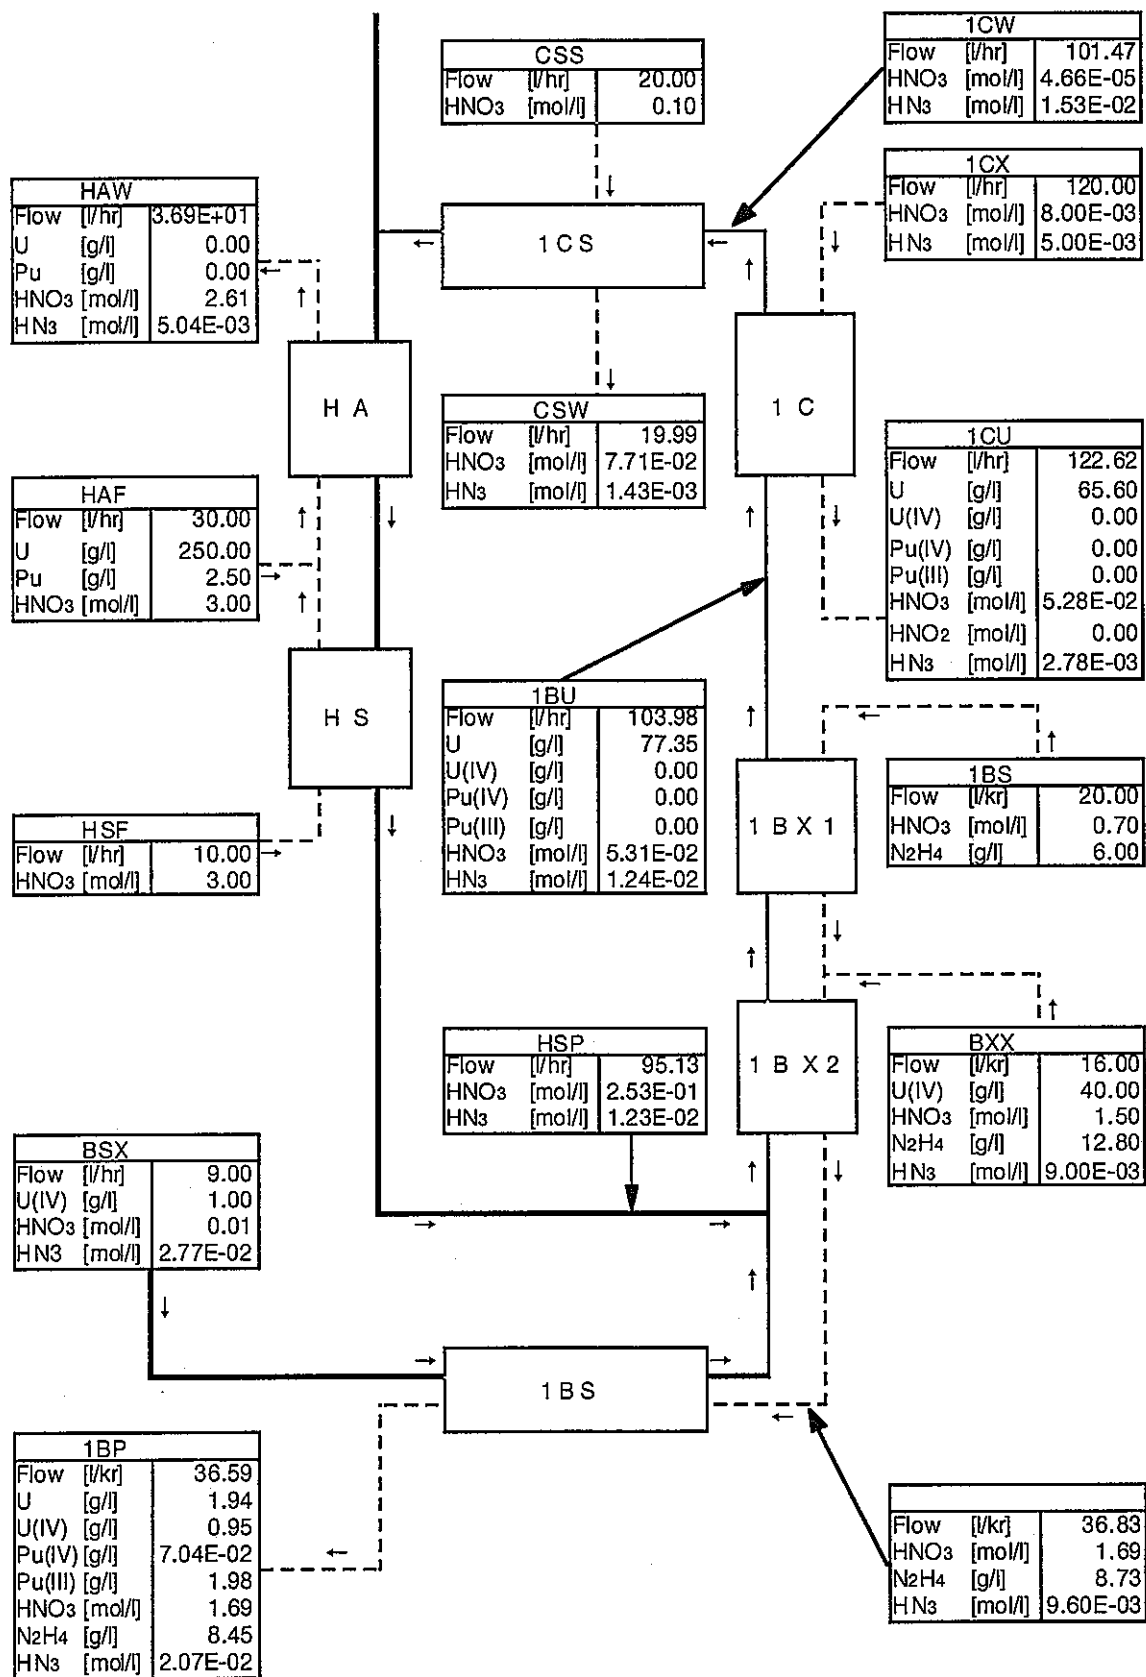 CSS
Flow [l/hr] 20.00
HNO3 [mol/l] 0.10
1CW
Flow [l/hr] 101.47
HNO3 [mol/l] 4.66E-05
HN3 [mol/l] 1.53E-02
1CX
Flow [l/hr] 120.00
HNO3 [mol/l] 8.00E-03
HN3 [mol/l] 5.00E-03
HAW
Flow [l/hr] 3.69E+01
U [g/l] 0.00
Pu [g/l] 0.00
HNO3 [mol/l] 2.61
HN3 [mol/l] 5.04E-03
1 C S
H A
1 C
CSW
Flow [l/hr] 19.99
HNO3 [mol/l] 7.71E-02
HN3 [mol/l] 1.43E-03
1CU
Flow [l/hr] 122.62
U [g/l] 65.60
U(IV) [g/l] 0.00
Pu(IV) [g/l] 0.00
Pu(III) [g/l] 0.00
HNO3 [mol/l] 5.28E-02
HNO2 [mol/l] 0.00
HN3 [mol/l] 2.78E-03
HAF
Flow [l/hr] 30.00
U [g/l] 250.00
Pu [g/l] 2.50
HNO3 [mol/l] 3.00
H S
1BU
Flow [l/hr] 103.98
U [g/l] 77.35
U(IV) [g/l] 0.00
Pu(IV) [g/l] 0.00
Pu(III) [g/l] 0.00
HNO3 [mol/l] 5.31E-02
HN3 [mol/l] 1.24E-02
1 B X 1
1BS
Flow [l/kr] 20.00
HNO3 [mol/l] 0.70
N2H4 [g/l] 6.00
HSF
Flow [l/hr] 10.00
HNO3 [mol/l] 3.00
HSP
Flow [l/hr] 95.13
HNO3 [mol/l] 2.53E-01
HN3 [mol/l] 1.23E-02
1 B X 2
BXX
Flow [l/kr] 16.00
U(IV) [g/l] 40.00
HNO3 [mol/l] 1.50
N2H4 [g/l] 12.80
HN3 [mol/l] 9.00E-03
BSX
Flow [l/hr] 9.00
U(IV) [g/l] 1.00
HNO3 [mol/l] 0.01
HN3 [mol/l] 2.77E-02
1 B S
1BP
Flow [l/kr] 36.59
U [g/l] 1.94
U(IV) [g/l] 0.95
Pu(IV) [g/l] 7.04E-02
Pu(III) [g/l] 1.98
HNO3 [mol/l] 1.69
N2H4 [g/l] 8.45
HN3 [mol/l] 2.07E-02
Flow [l/kr] 36.83
HNO3 [mol/l] 1.69
N2H4 [g/l] 8.73
HN3 [mol/l] 9.60E-03